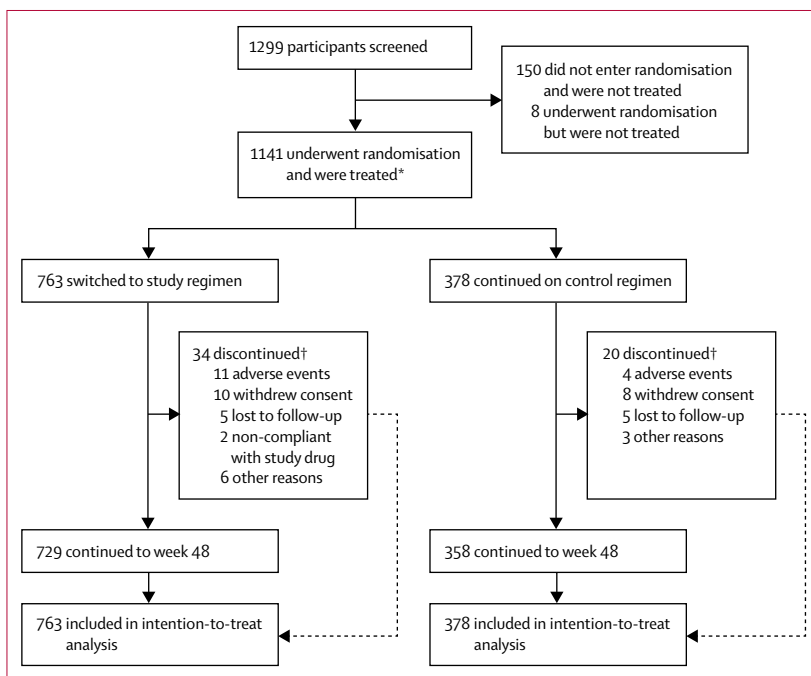 1299 participants screened
150 did not enter randomisation
and were not treated
8 underwent randomisation
but were not treated
1141 underwent randomisation
and were treated*
763 switched to study regimen
378 continued on control regimen
34 discontinued†
11 adverse events
10 withdrew consent
5 lost to follow-up
2 non-compliant
with study drug
6 other reasons
20 discontinued†
4 adverse events
8 withdrew consent
5 lost to follow-up
3 other reasons
729 continued to week 48
358 continued to week 48
763 included in intention-to-treat
analysis
378 included in intention-to-treat
analysis